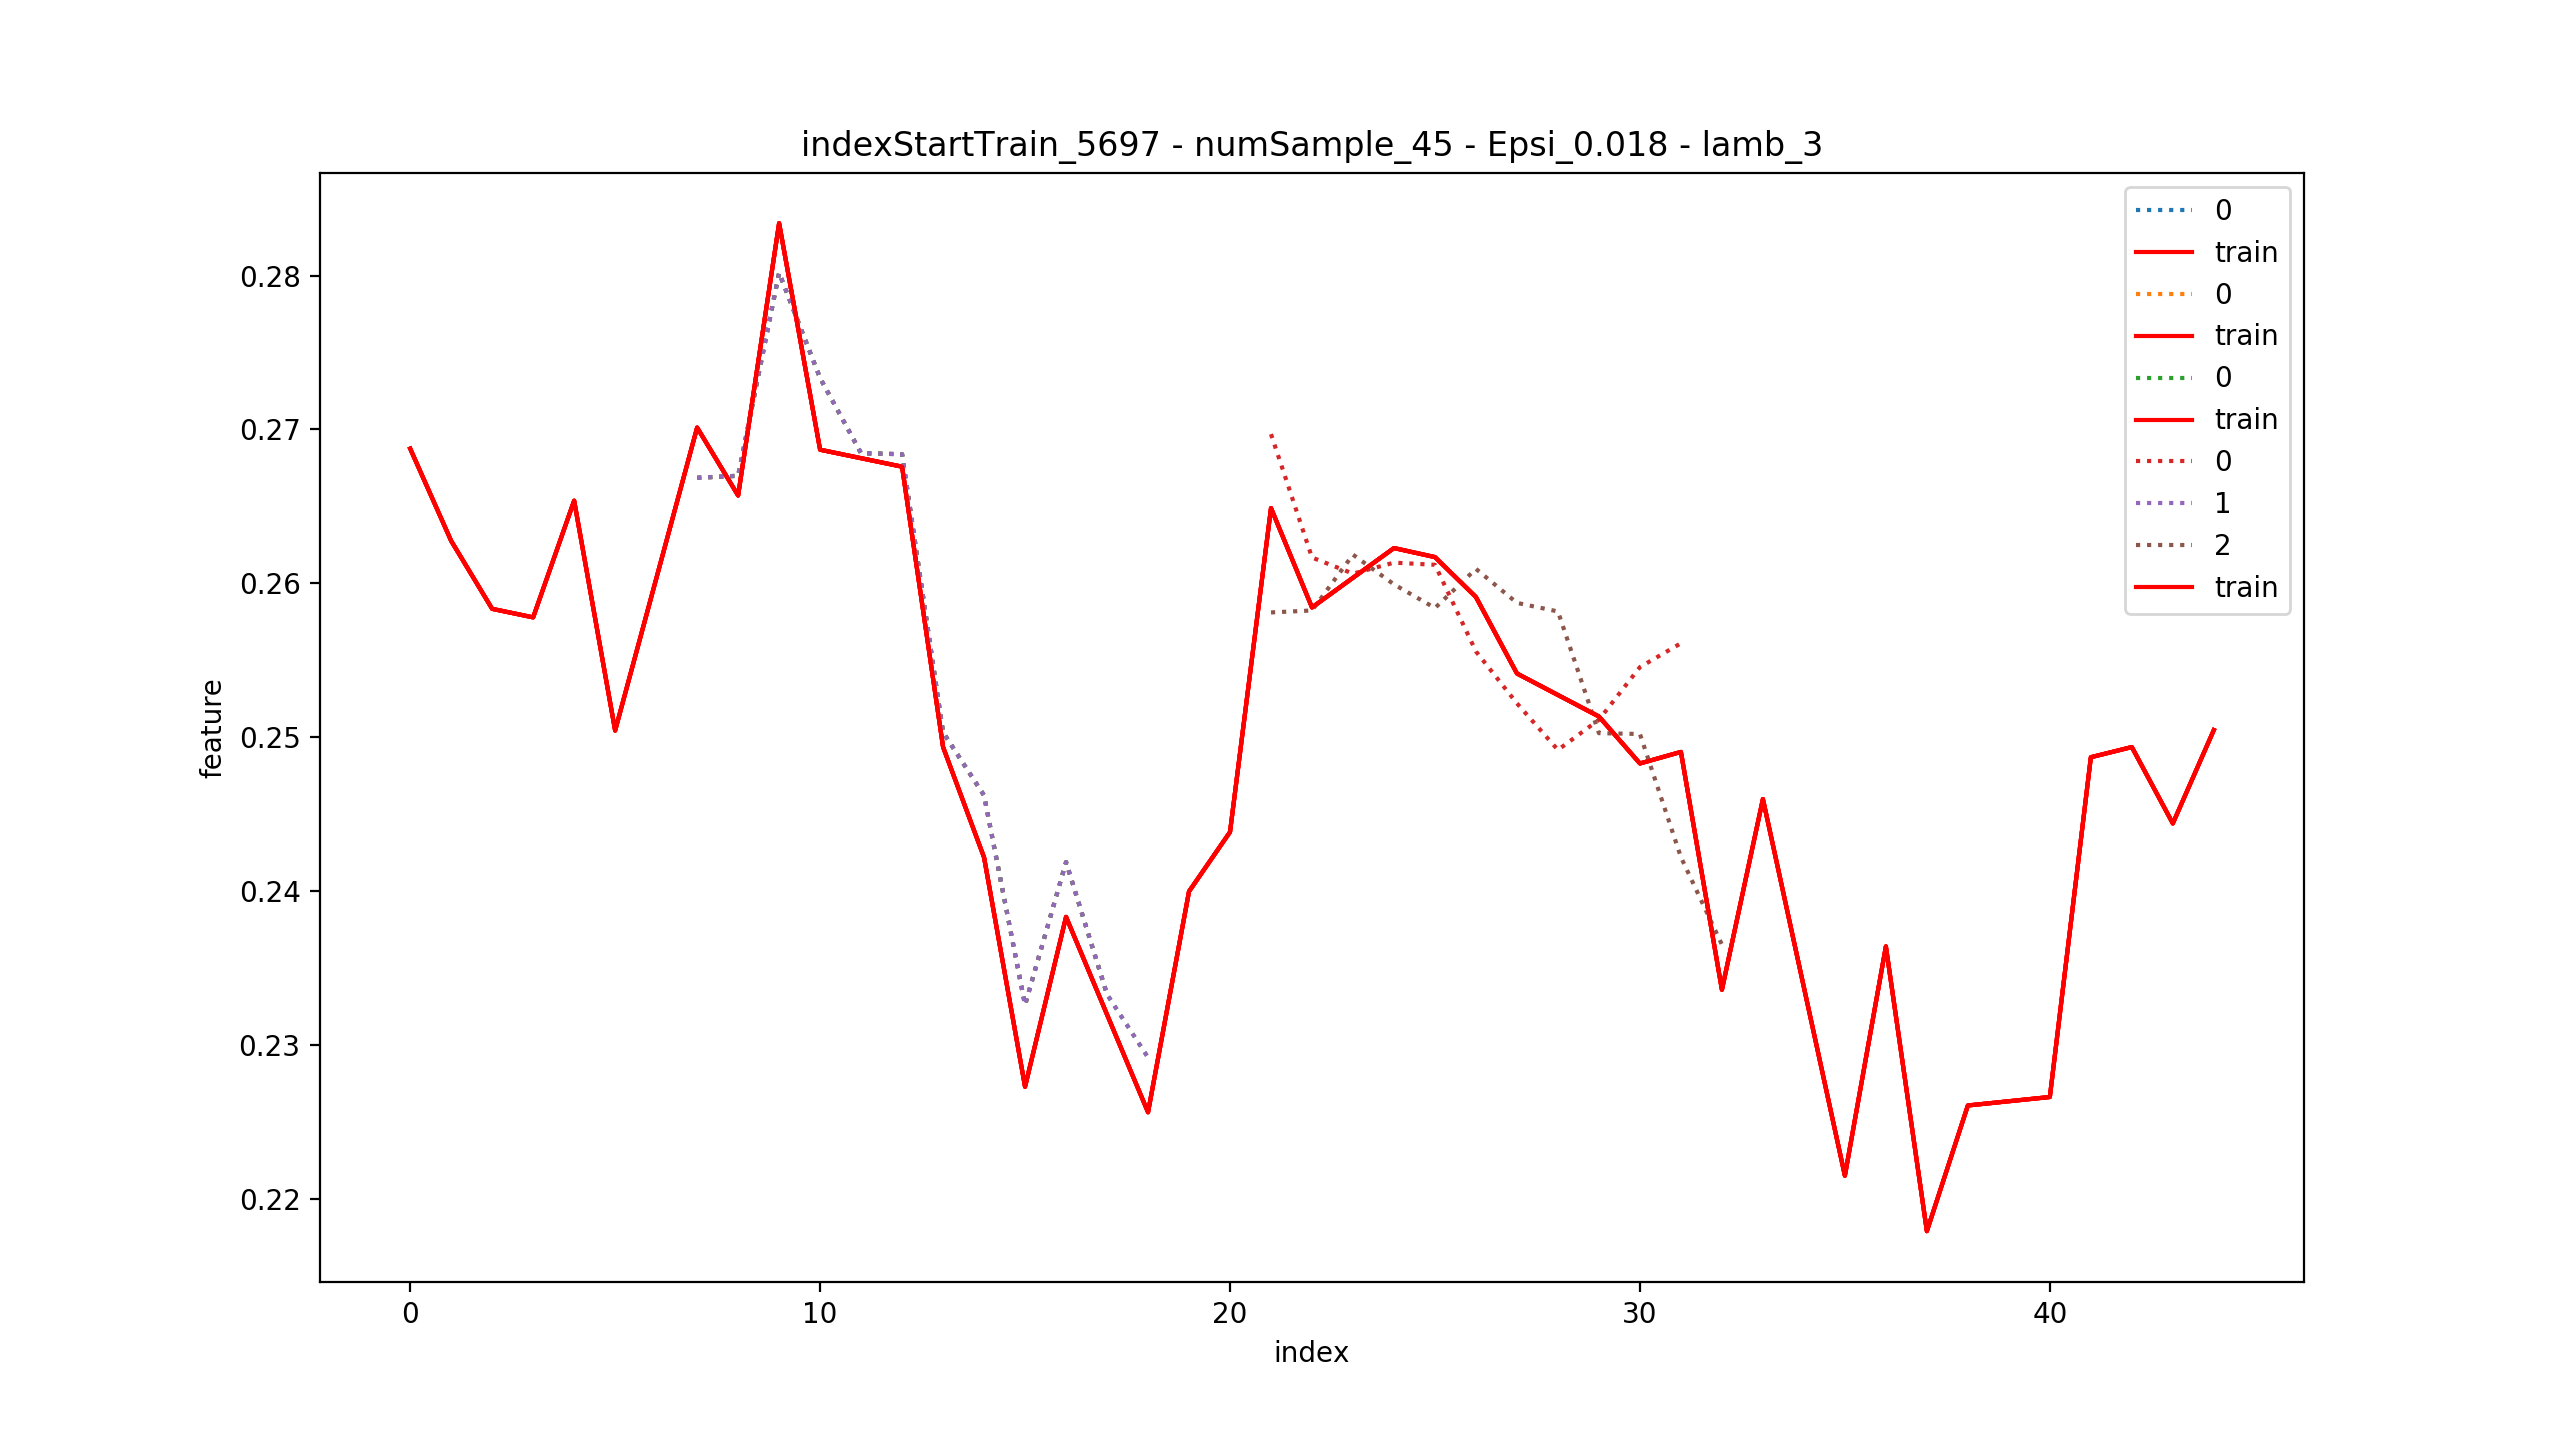 indexStartTrain_5697 - numSample_45 - Epsi_0.018 - lamb_3
0
train
0
train
0
train
0
1
2
train
0.28
0.27
0.26
0.25
0.24
0.23
0.22
feature
0 10 20 30 40
index